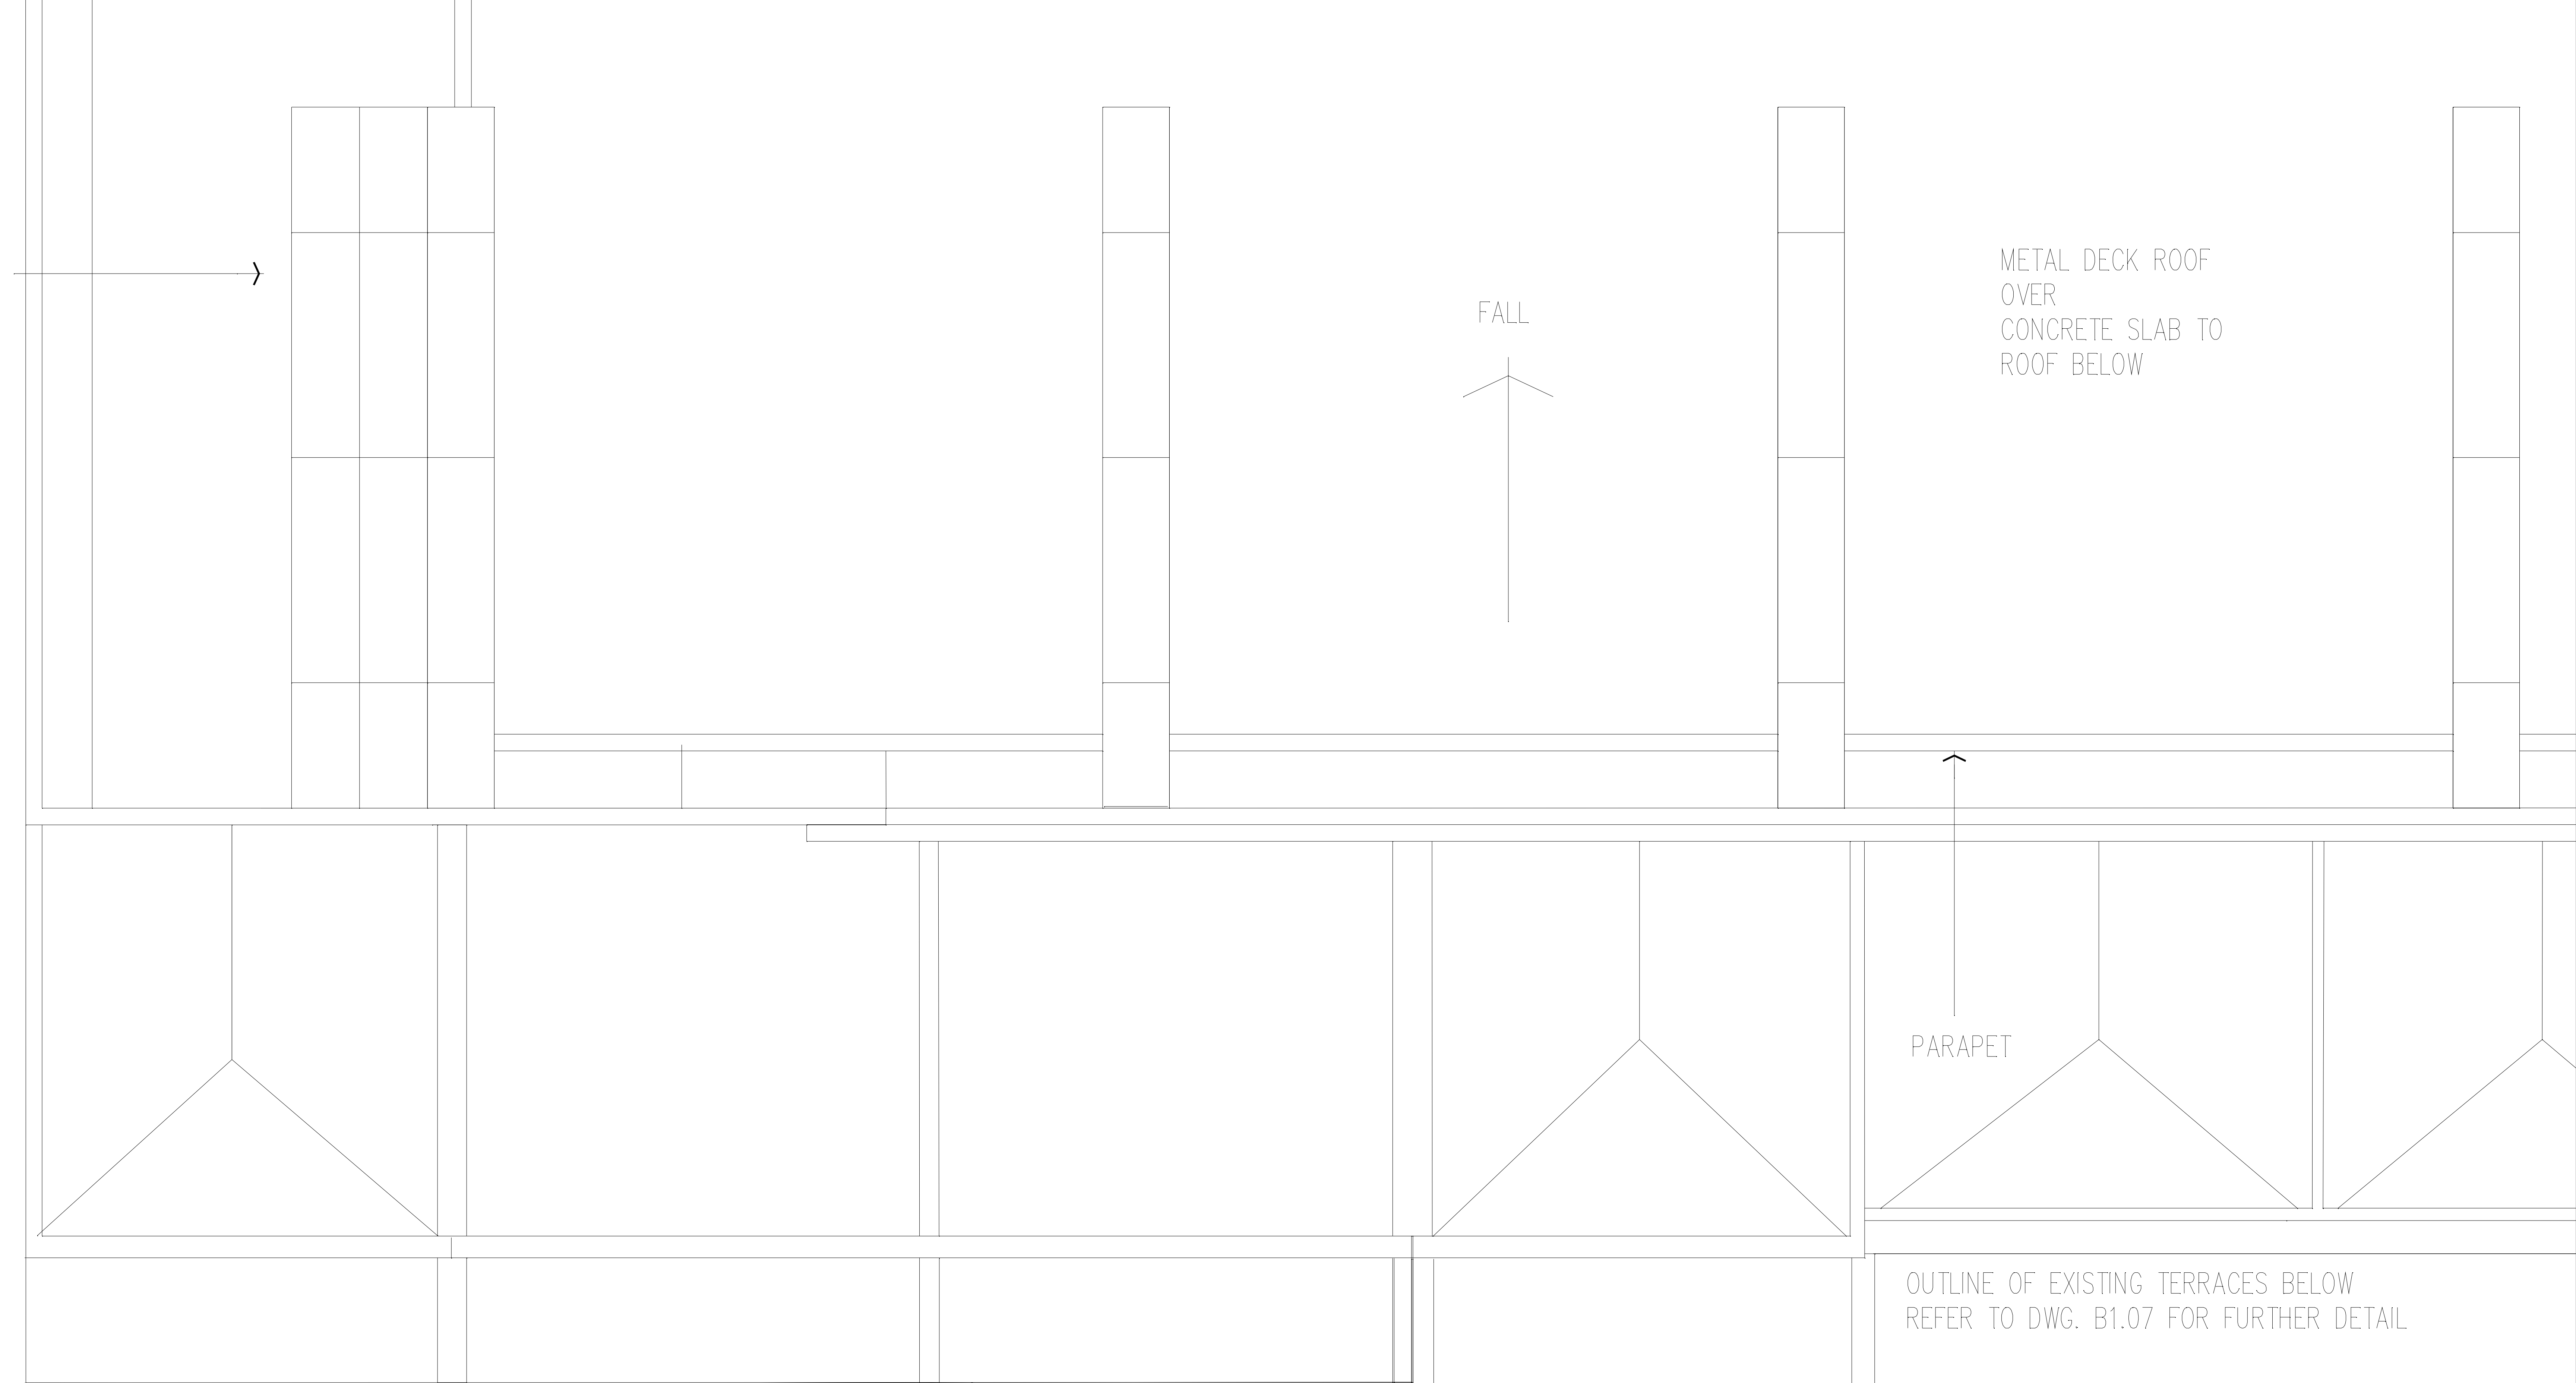 METAL DECK ROOF
OVER
CONCRETE SLAB TO
ROOF BELOW
FALL
PARAPET
OUTLINE OF EXISTING TERRACES BELOW
REFER TO DWG. B1.07 FOR FURTHER DETAIL